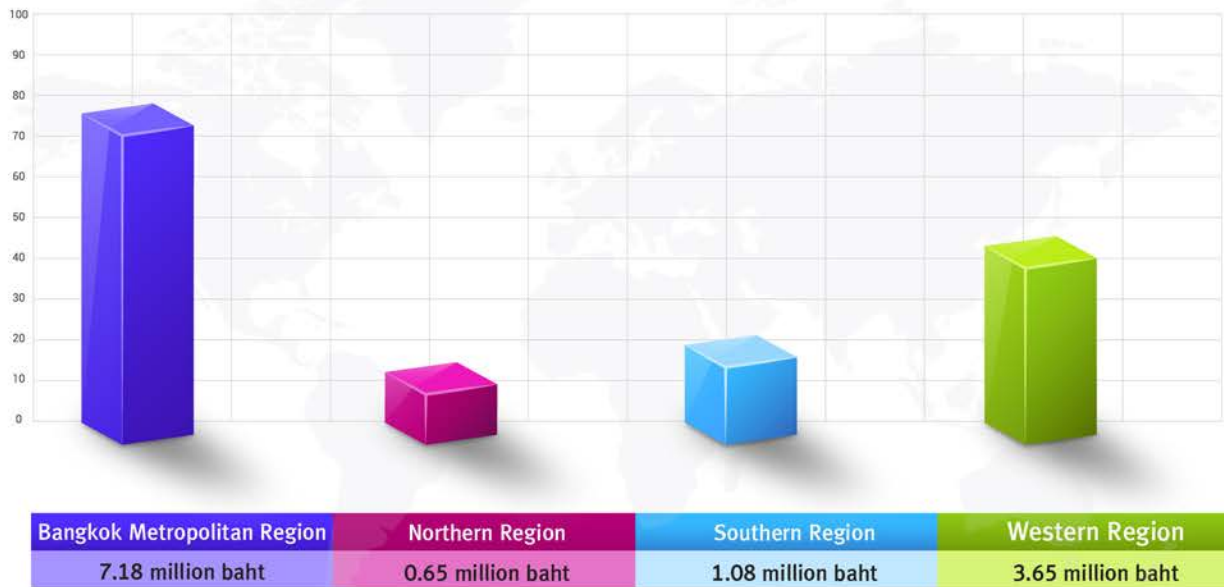 100
90
80
70
60
50
40
30
20
10
0
Bangkok Metropolitan Region
Northern Region
Southern Region
Western Region
7.18 million baht
0.65 million baht
1.08 million baht
3.65 million baht